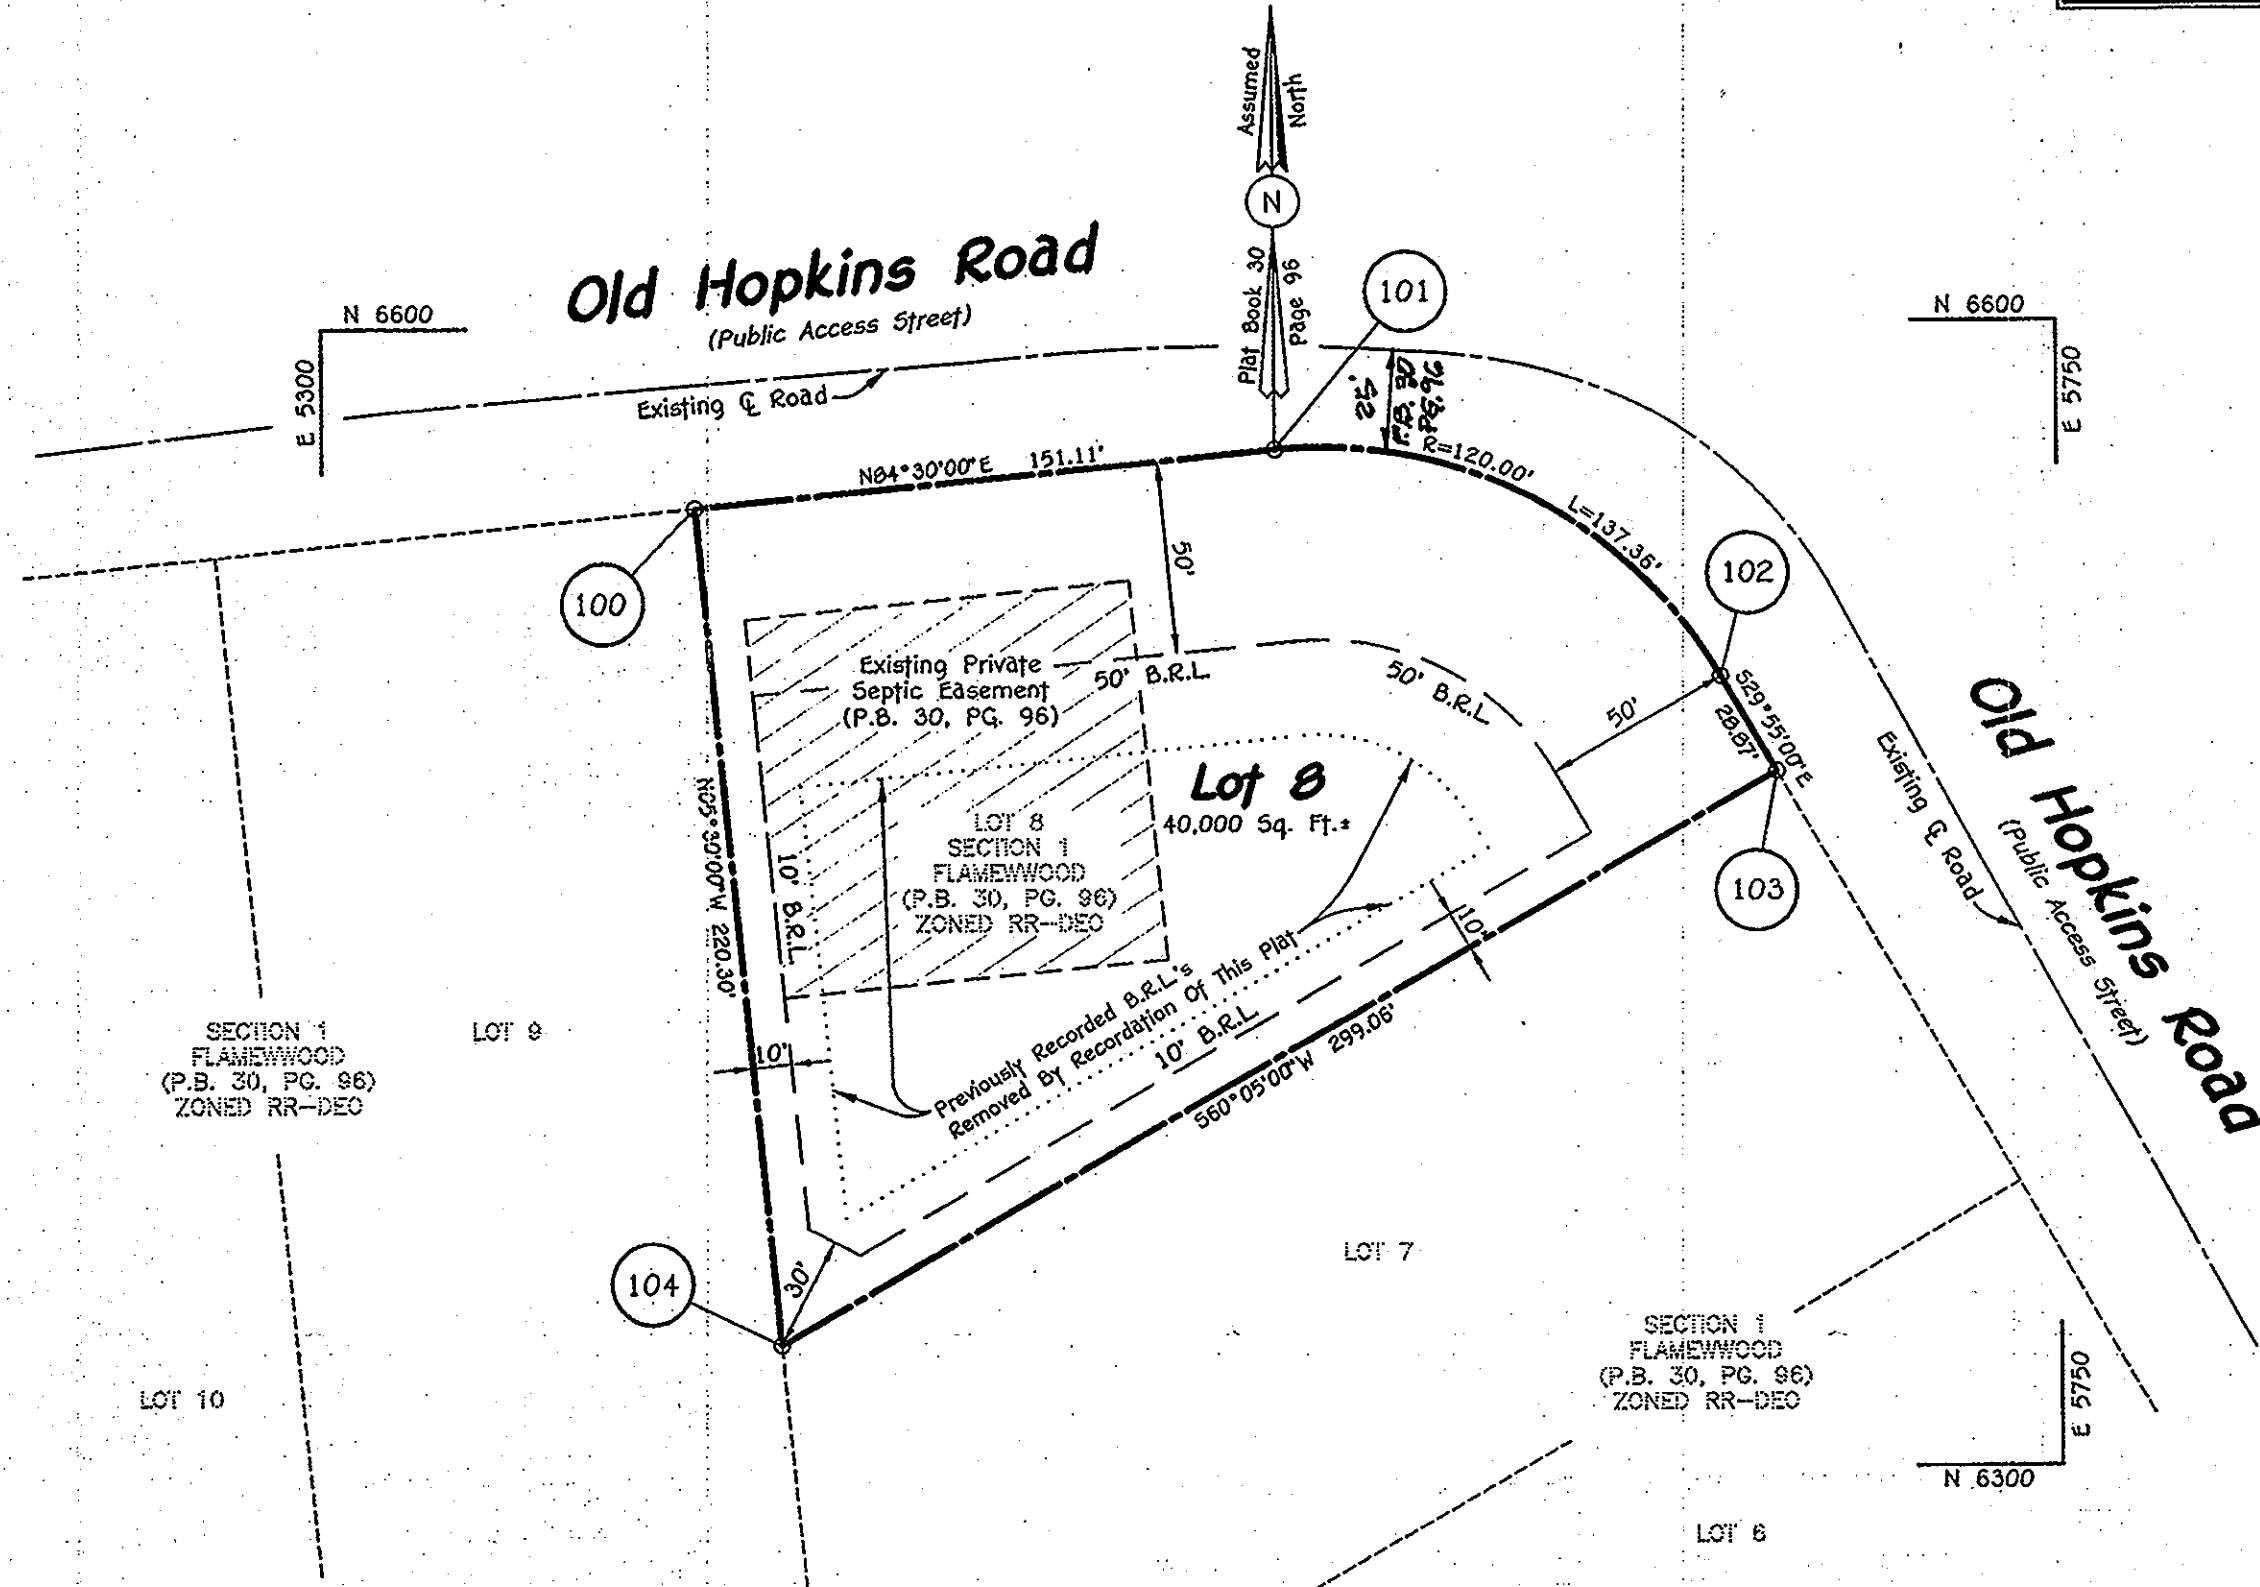 Assumed
North
N
Plat Book 30
Page 96
Old Hopkins Road
(Public Access Street)
N 6600
E 5300
N 6600
E 5750
Existing ℄ Road
101
25'
P.B. 30
PG. 96
N84°30'00"E 151.11'
R=120.00'
L=137.36'
100
102
50'
Existing Private
Septic Easement
(P.B. 30, PG. 96)
50' B.R.L
50' B.R.L
50'
S29°55'00"E
28.87'
Old Hopkins Road
(Public Access Street)
Existing ℄ Road
Lot 8
40,000 Sq. Ft.±
LOT 8
SECTION 1
FLAMEWWOOD
(P.B. 30, PG. 96)
ZONED RR-DEO
N05°30'00"W 220.30'
10' B.R.L
103
10'
Previously Recorded B.R.L.'s
Removed By Recordation Of This Plat
10' B.R.L
S60°05'00"W 299.06'
10'
SECTION 1
FLAMEWWOOD
(P.B. 30, PG. 96)
ZONED RR-DEO
LOT 9
104
30'
LOT 7
LOT 10
SECTION 1
FLAMEWWOOD
(P.B. 30, PG. 96)
ZONED RR-DEO
E 5750
N 6300
LOT 6